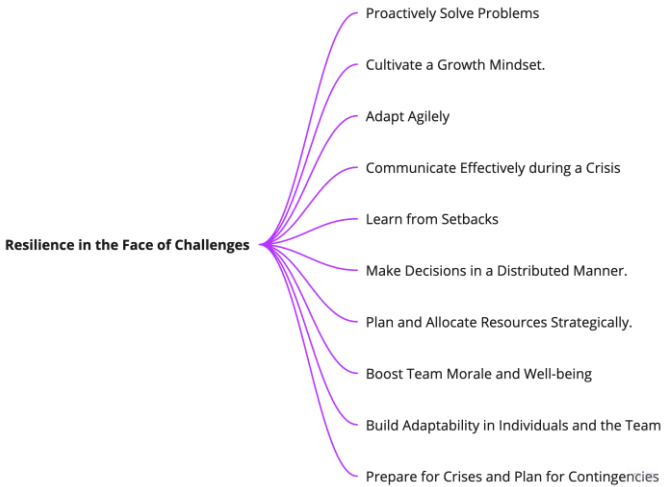 Proactively Solve Problems
Cultivate a Growth Mindset.
Adapt Agilely
Communicate Effectively during a Crisis
Learn from Setbacks
Resilience in the Face of Challenges
Make Decisions in a Distributed Manner.
Plan and Allocate Resources Strategically.
Boost Team Morale and Well-being
Build Adaptability in Individuals and the Team
Prepare for Crises and Plan for Contingencies